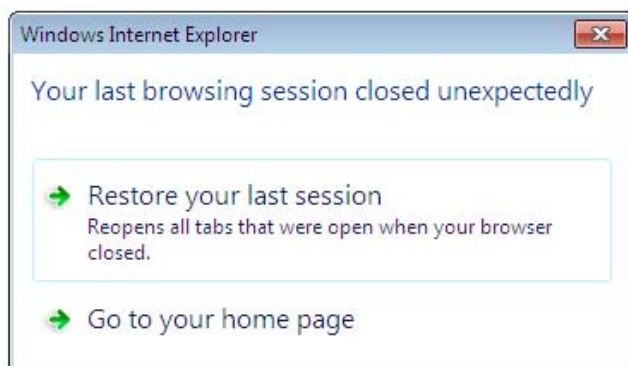 Windows Internet Explorer
Your last browsing session closed unexpectedly
Restore your last session
Reopens all tabs that were open when your browser
closed.
Go to your home page